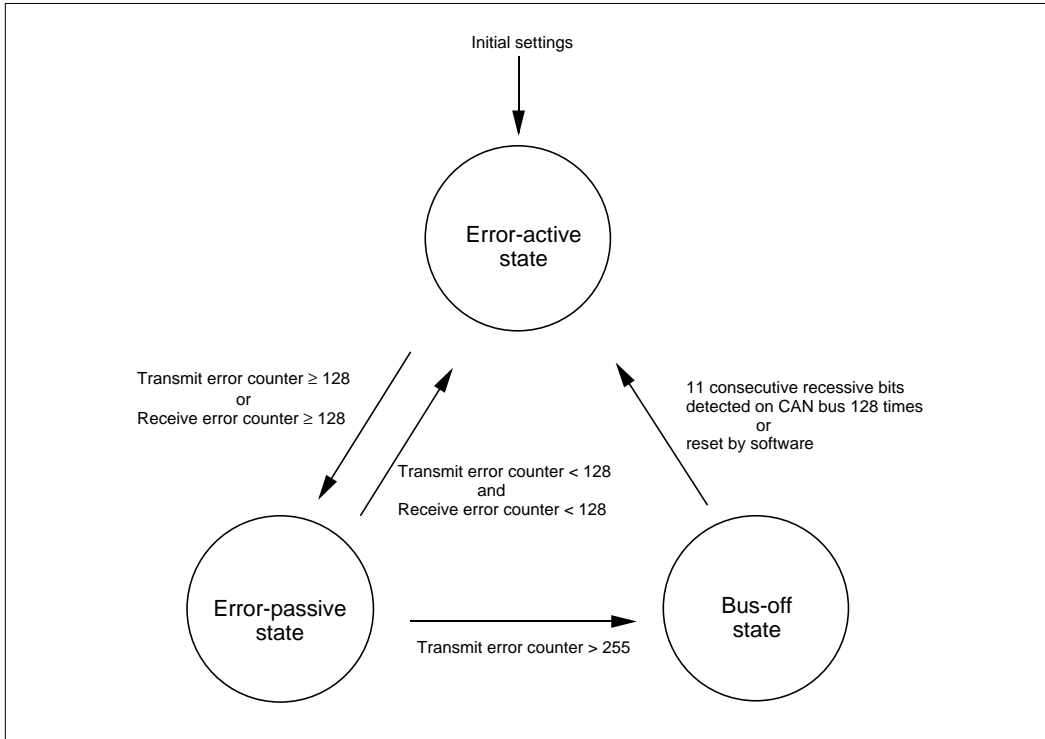 Initial settings
Error-active
state
Transmit error counter ≥ 128
or
Receive error counter ≥ 128
11 consecutive recessive bits
detected on CAN bus 128 times
or
reset by software
Transmit error counter < 128
and
Receive error counter < 128
Error-passive
state
Bus-off
state
Transmit error counter > 255